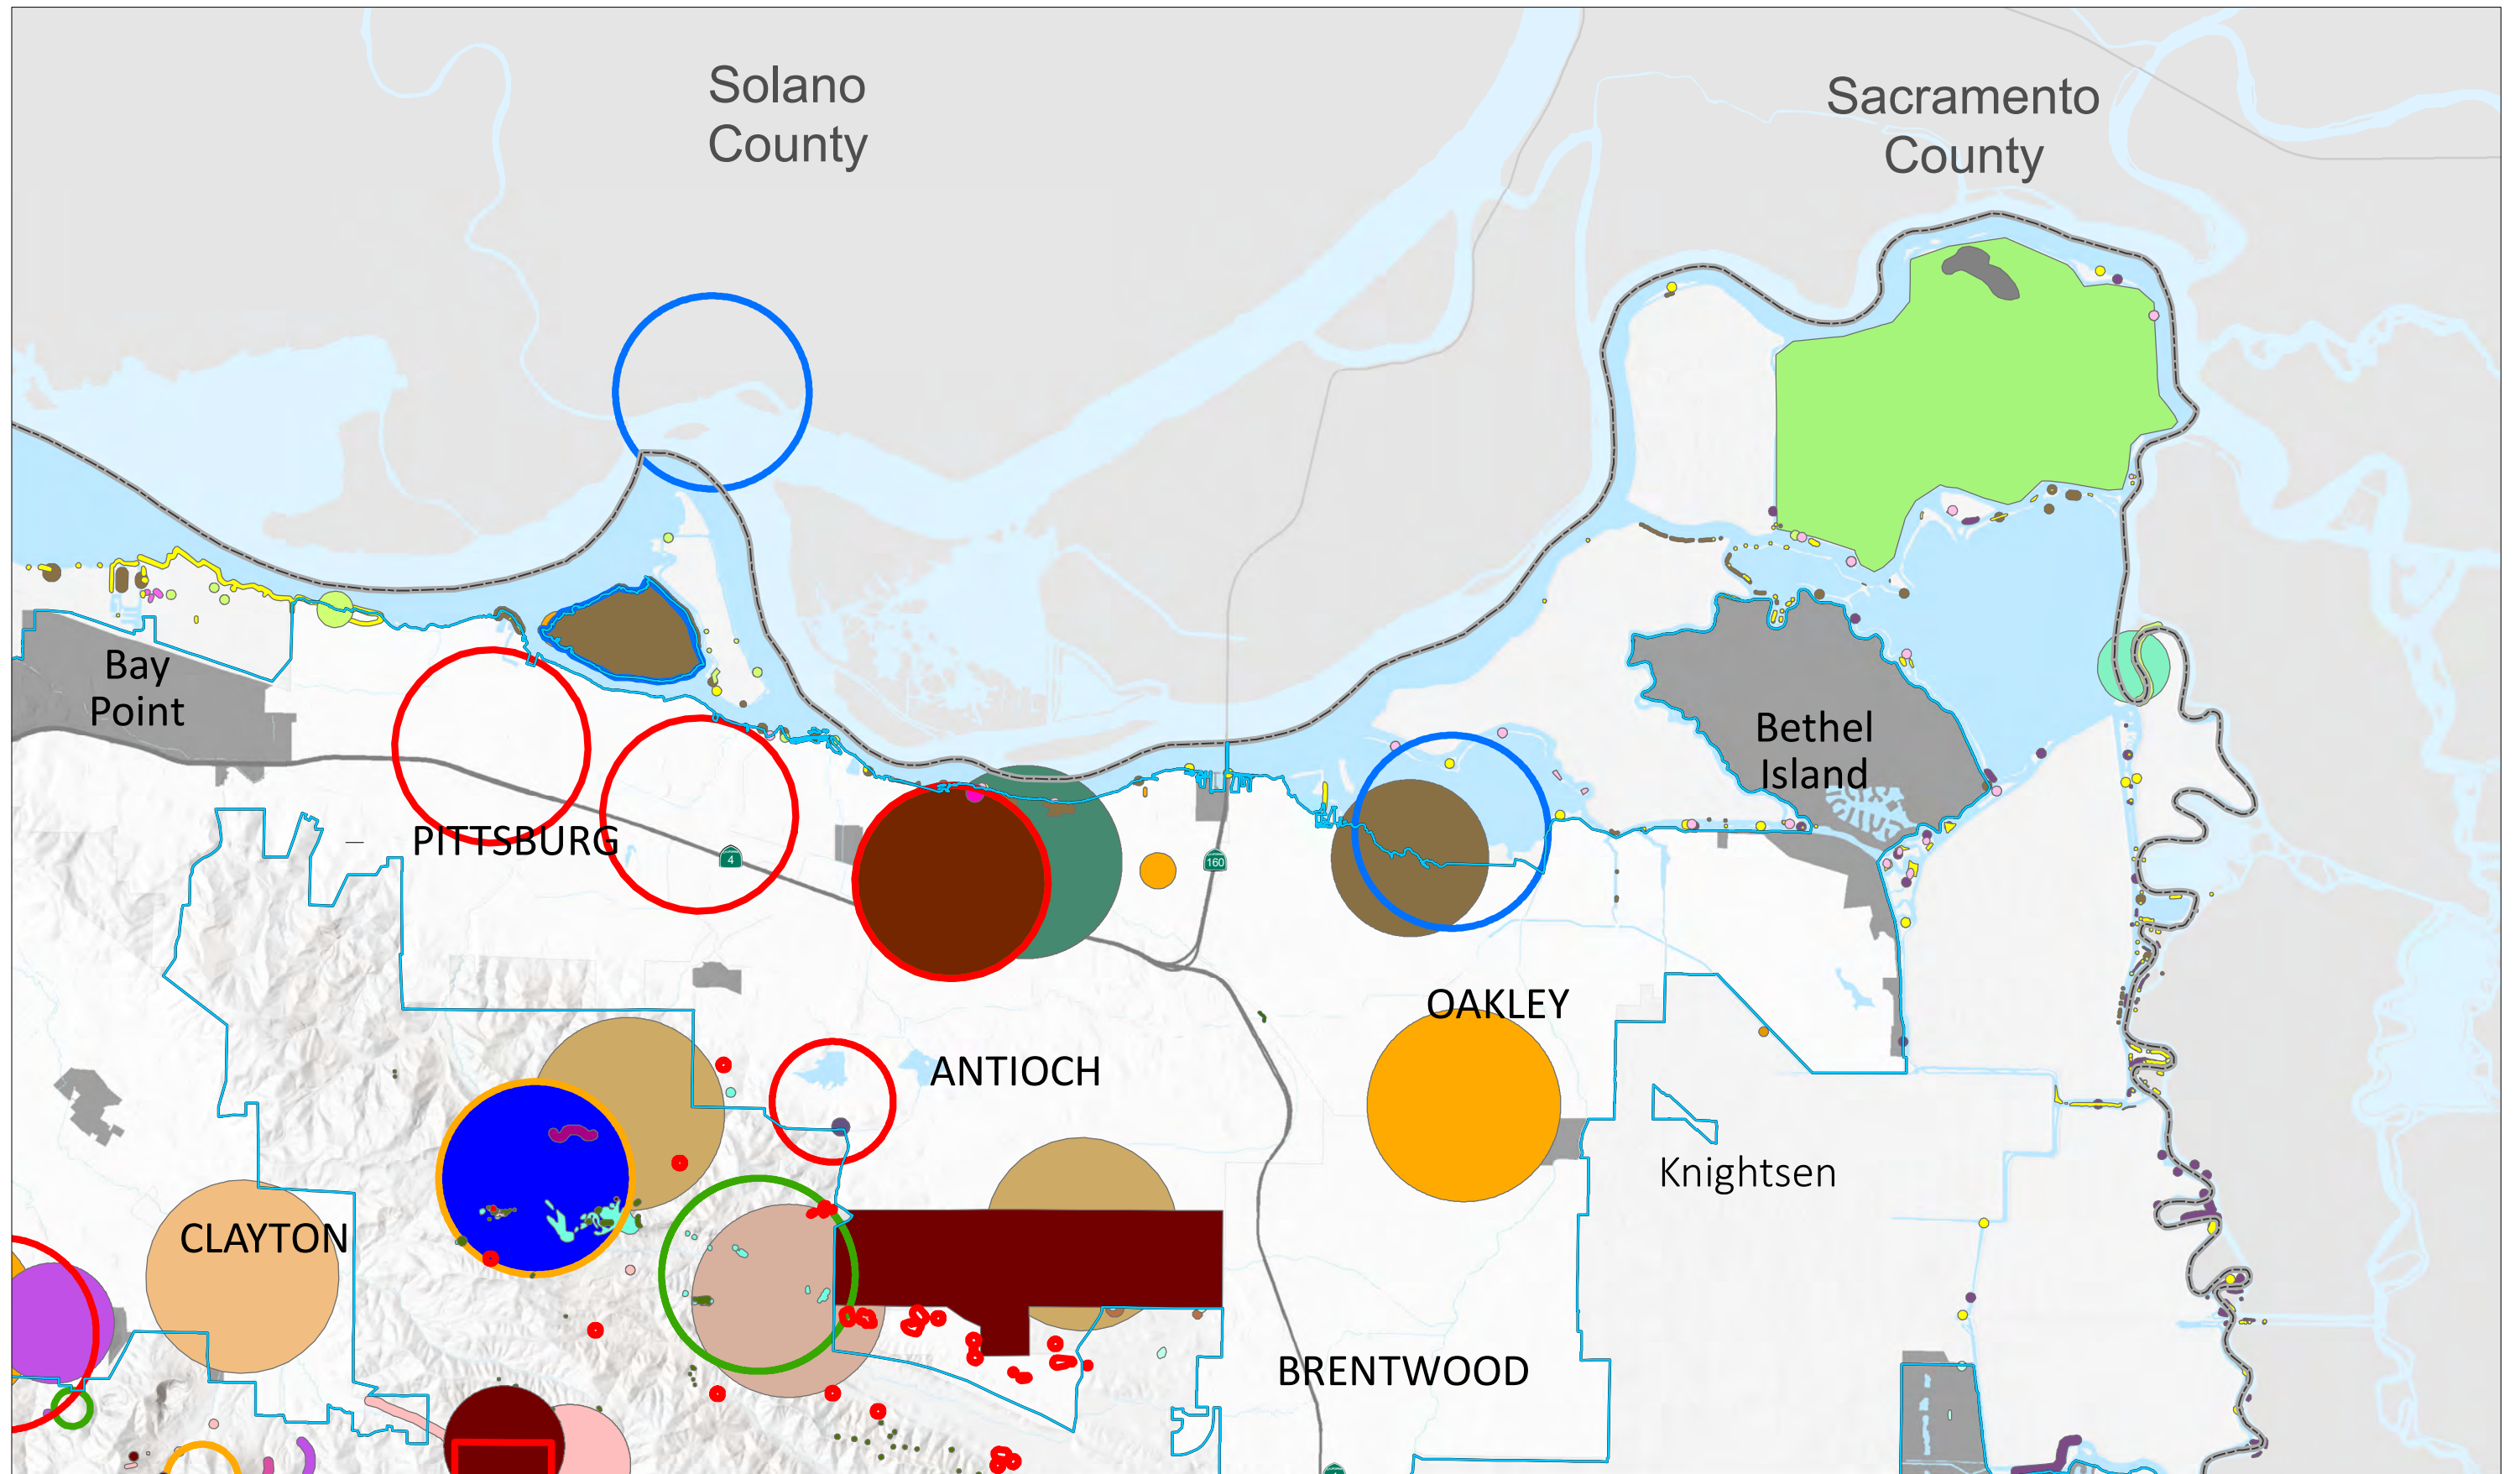 Solano
County
Sacramento
County
Bay
Point
Bethel
Island
PITTSBURG
4
160
OAKLEY
ANTIOCH
Knightsen
CLAYTON
BRENTWOOD